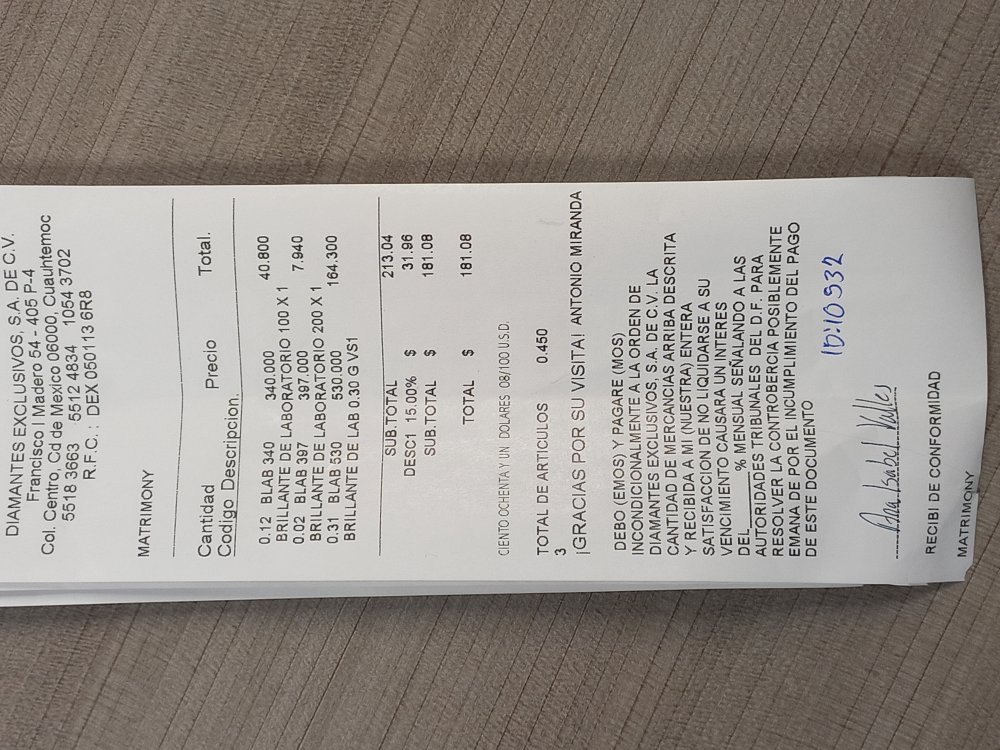 DIAMANTES EXCLUSIVOS, S.A. DE C.V.
Francisco I Madero 54 - 405 P-4
Col. Centro, Cd de Mexico 06000, Cuauhtemoc
5518 3663 5512 4834 1054 3702
R.F.C. : DEX 050113 6R8
MATRIMONY
Cantidad Precio Total.
Codigo Descripcion.
0.12 BLAB 340 340.000 40.800
BRILLANTE DE LABORATORIO 100 X 1
0.02 BLAB 397 397.000 7.940
BRILLANTE DE LABORATORIO 200 X 1
0.31 BLAB 530 530.000 164.300
BRILLANTE DE LAB 0.30 G VS1
SUB.TOTAL 213.04
DESC1 15.00% $ 31.96
SUB.TOTAL $ 181.08
TOTAL $ 181.08
CIENTO OCHENTA Y UN DOLARES 08/100 U.S.D.
TOTAL DE ARTICULOS 0.450
3
¡GRACIAS POR SU VISITA! ANTONIO MIRANDA
DEBO (EMOS) Y PAGARE (MOS)
INCONDICIONALMENTE A LA ORDEN DE
DIAMANTES EXCLUSIVOS, S.A. DE C.V. LA
CANTIDAD DE MERCANCIAS ARRIBA DESCRITA
Y RECIBIDA A MI (NUESTRA) ENTERA
SATISFACCION DE NO LIQUIDARSE A SU
VENCIMIENTO CAUSARA UN INTERES
DEL______% MENSUAL SEÑALANDO A LAS
AUTORIDADES TRIBUNALES DEL D.F. PARA
RESOLVER LA CONTROBERCIA POSIBLEMENTE
EMANA DE POR EL INCUMPLIMIENTO DEL PAGO
DE ESTE DOCUMENTO
ID:10932
Ana Isabel Valles
RECIBI DE CONFORMIDAD
MATRIMONY